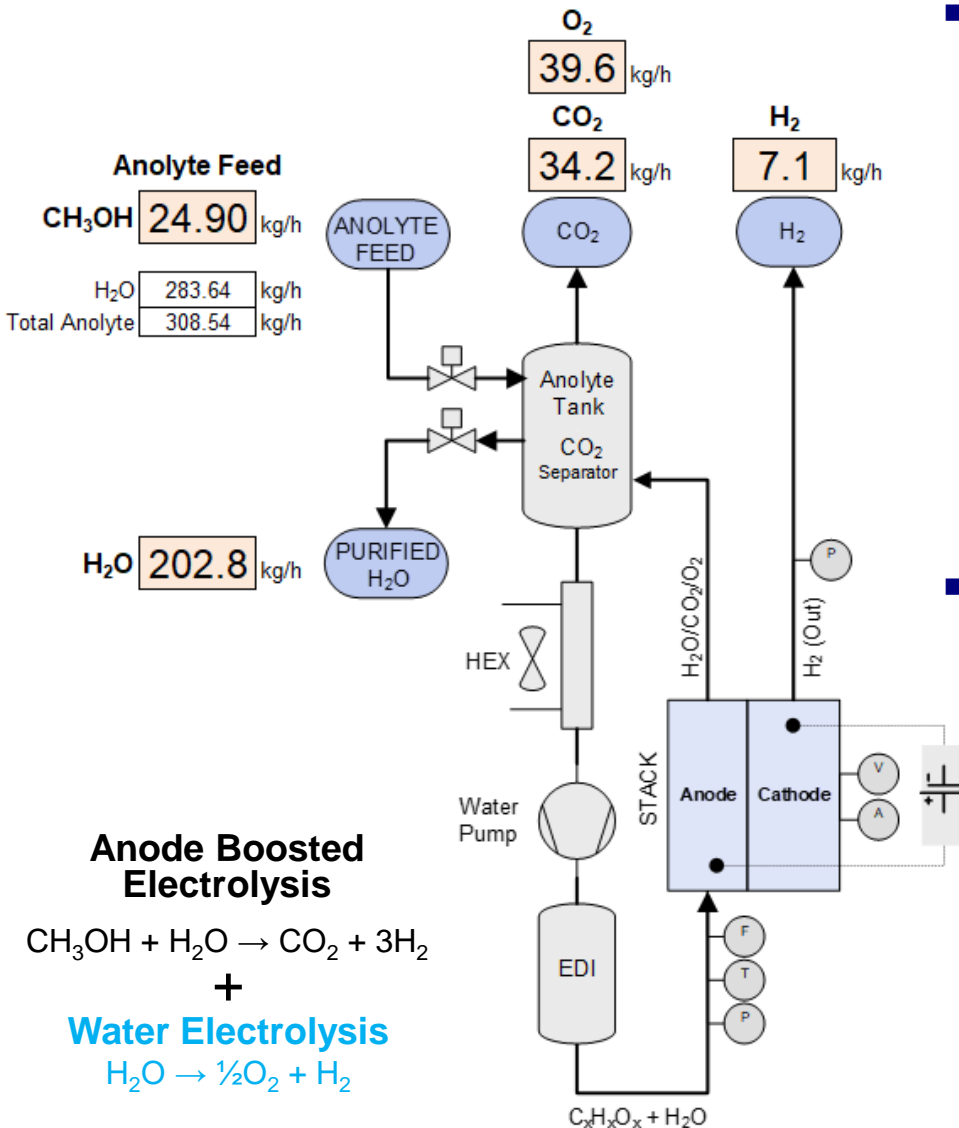 O₂
39.6 kg/h
CO₂
34.2 kg/h
H₂
7.1 kg/h
Anolyte Feed
CH₃OH 24.90 kg/h
H₂O 283.64 kg/h
Total Anolyte 308.54 kg/h
ANOLYTE
FEED
CO₂
H₂
Anolyte
Tank
CO₂
Separator
H₂O 202.8 kg/h
PURIFIED
H₂O
HEX
H₂O/CO₂/O₂
H₂ (Out)
P
STACK
Anode
Cathode
V
A
-
+
Water
Pump
EDI
F
T
P
CₓHₓOₓ + H₂O
Anode Boosted
Electrolysis
CH₃OH + H₂O → CO₂ + 3H₂
+
Water Electrolysis
H₂O → ½O₂ + H₂